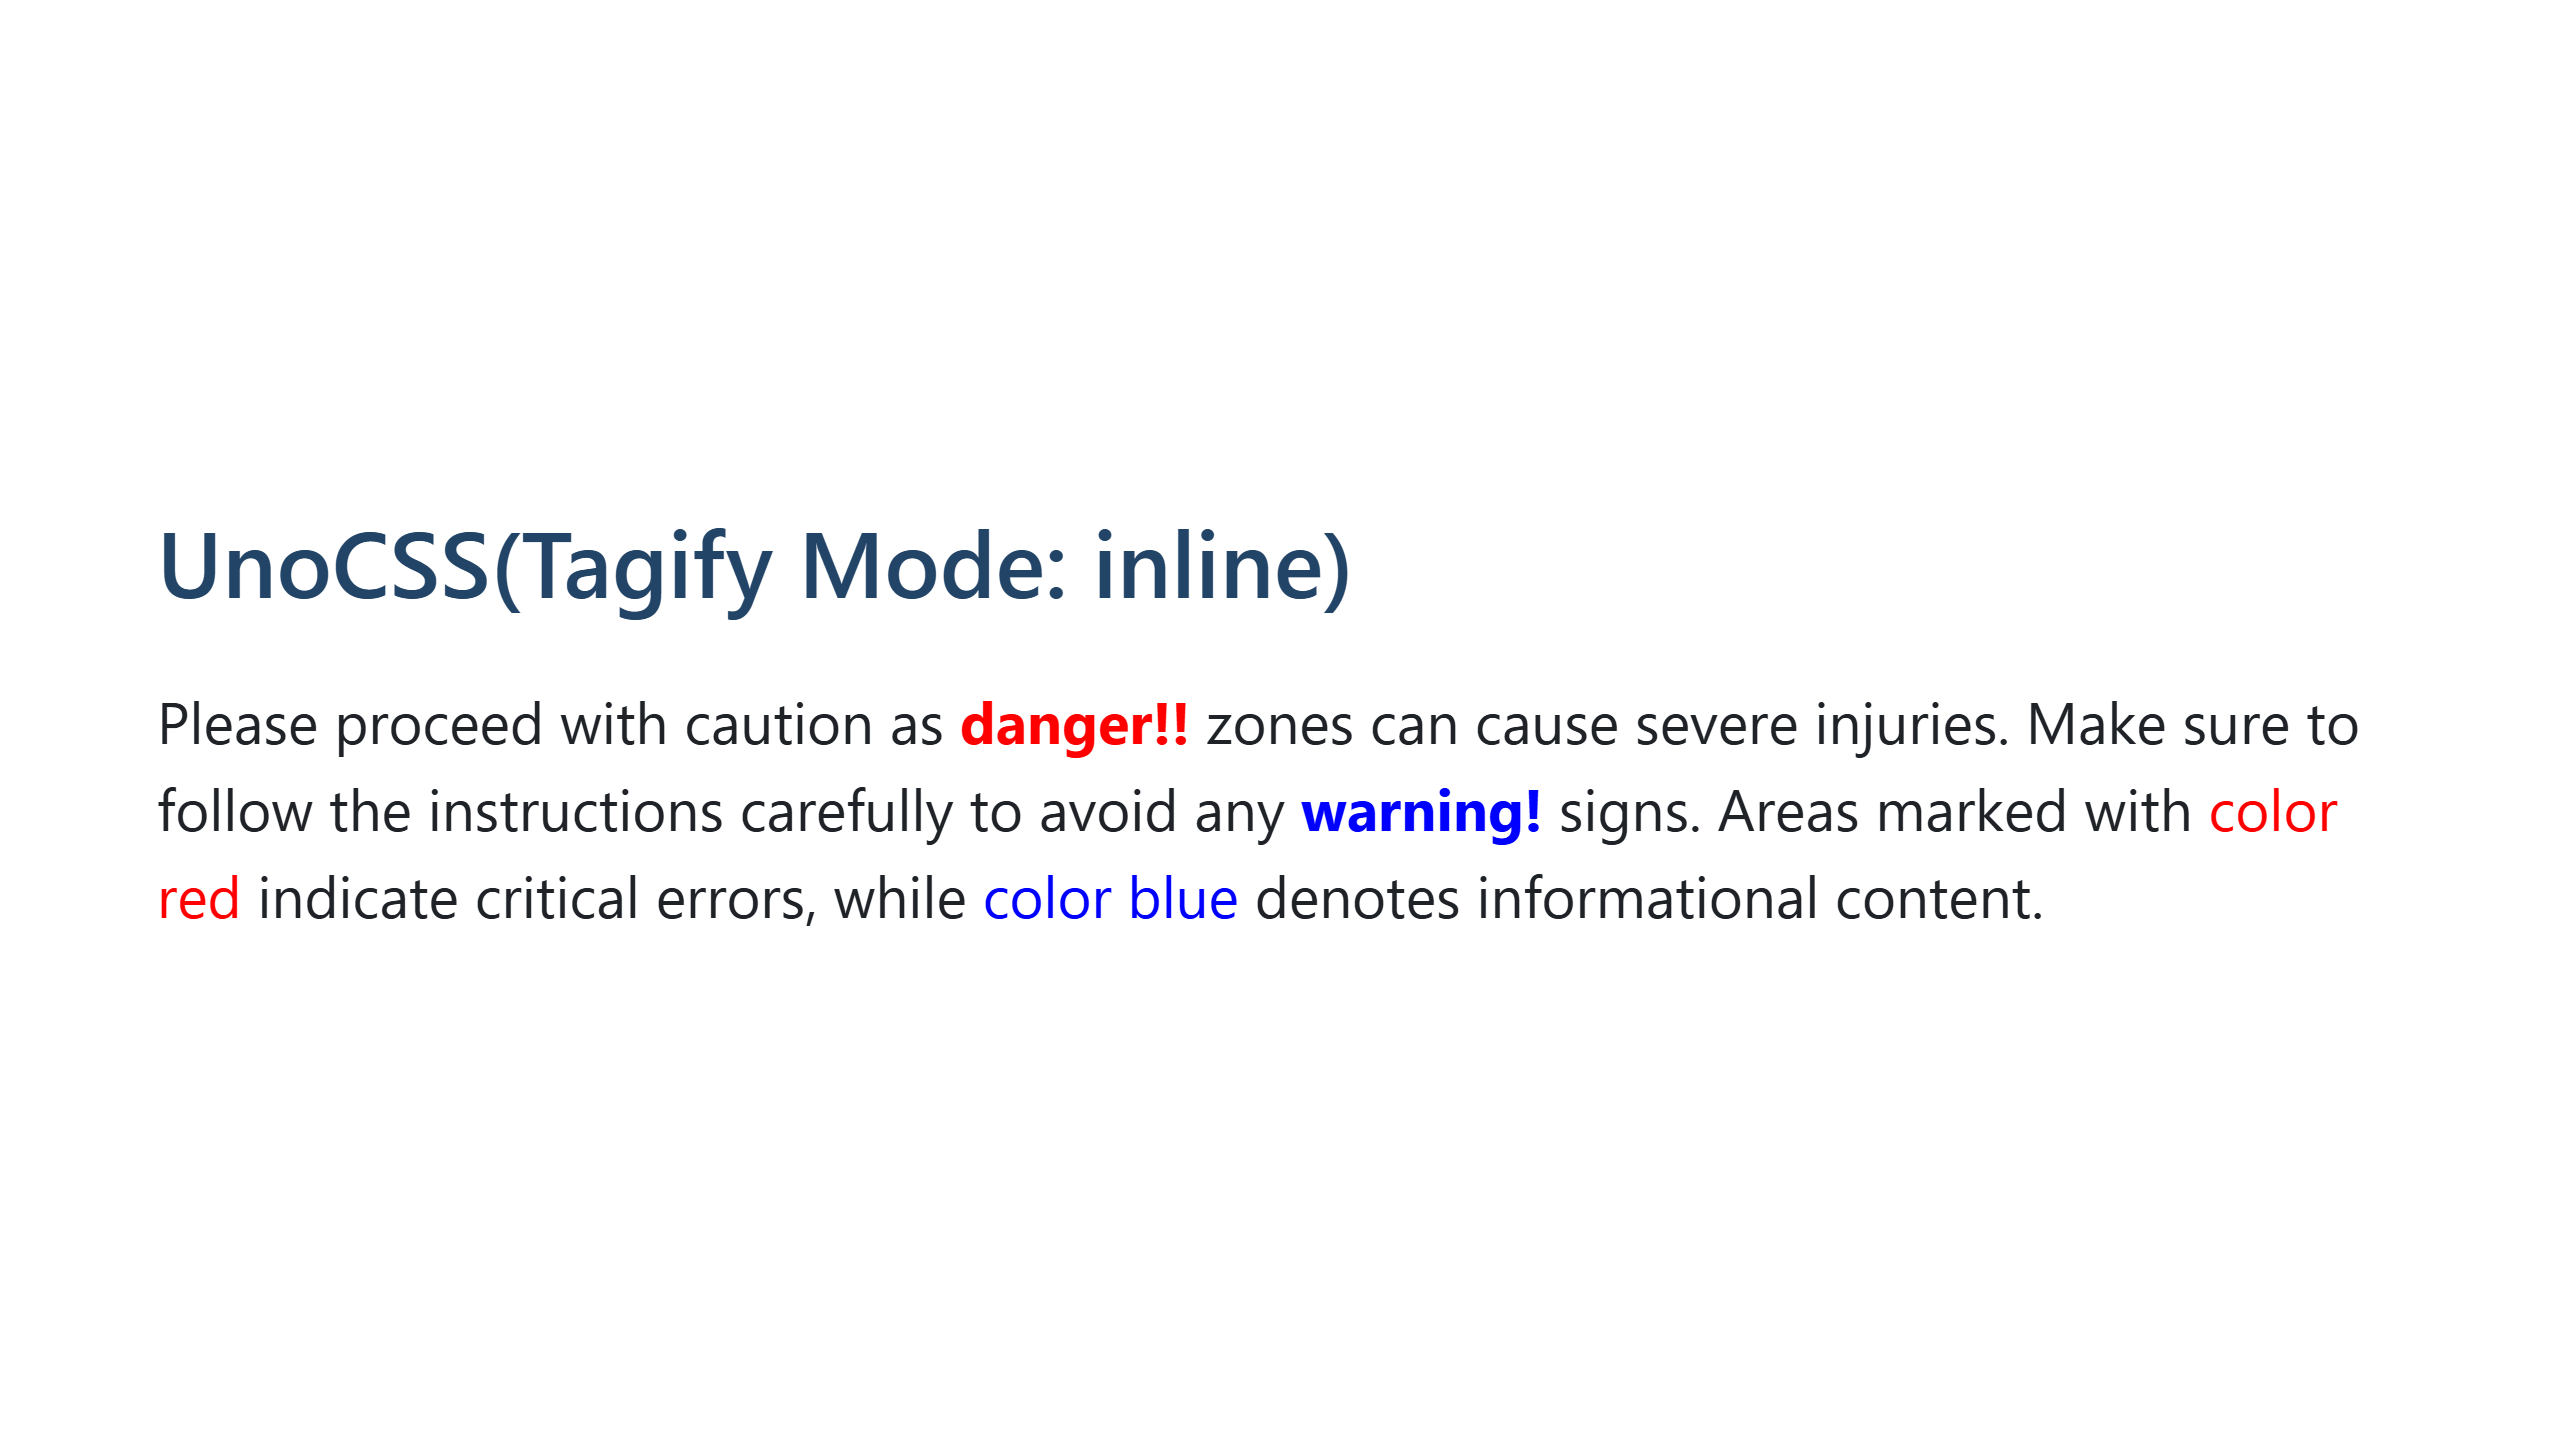 UnoCSS(Tagify Mode: inline)
Please proceed with caution as danger!! zones can cause severe injuries. Make sure to
follow the instructions carefully to avoid any warning! signs. Areas marked with color
red indicate critical errors, while color blue denotes informational content.